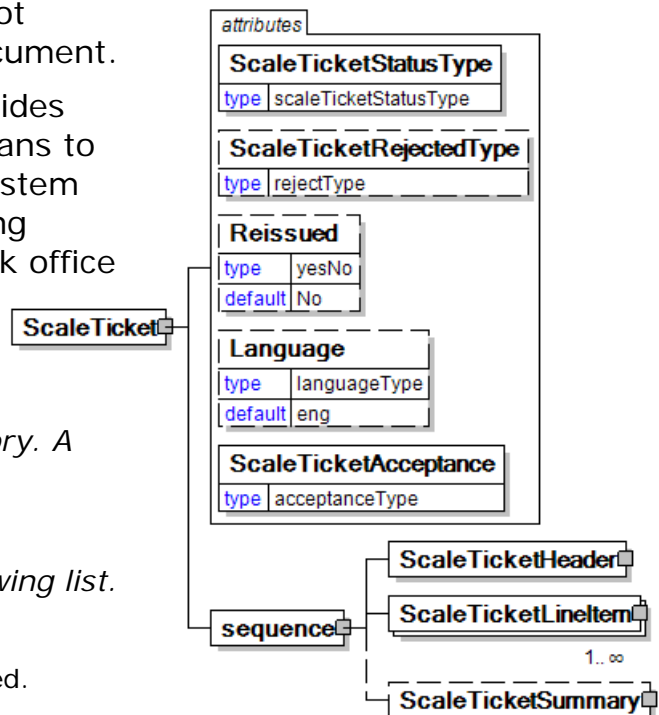 ot
cument.
ides
ans to
stem
ng
k office
ory. A
wing list.
ed.
attributes
ScaleTicketStatusType
type scaleTicketStatusType
ScaleTicketRejectedType
type rejectType
Reissued
type yesNo
default No
Language
type languageType
default eng
ScaleTicketAcceptance
type acceptanceType
ScaleTicket
sequence
ScaleTicketHeader
ScaleTicketLineItem
1.. ∞
ScaleTicketSummary